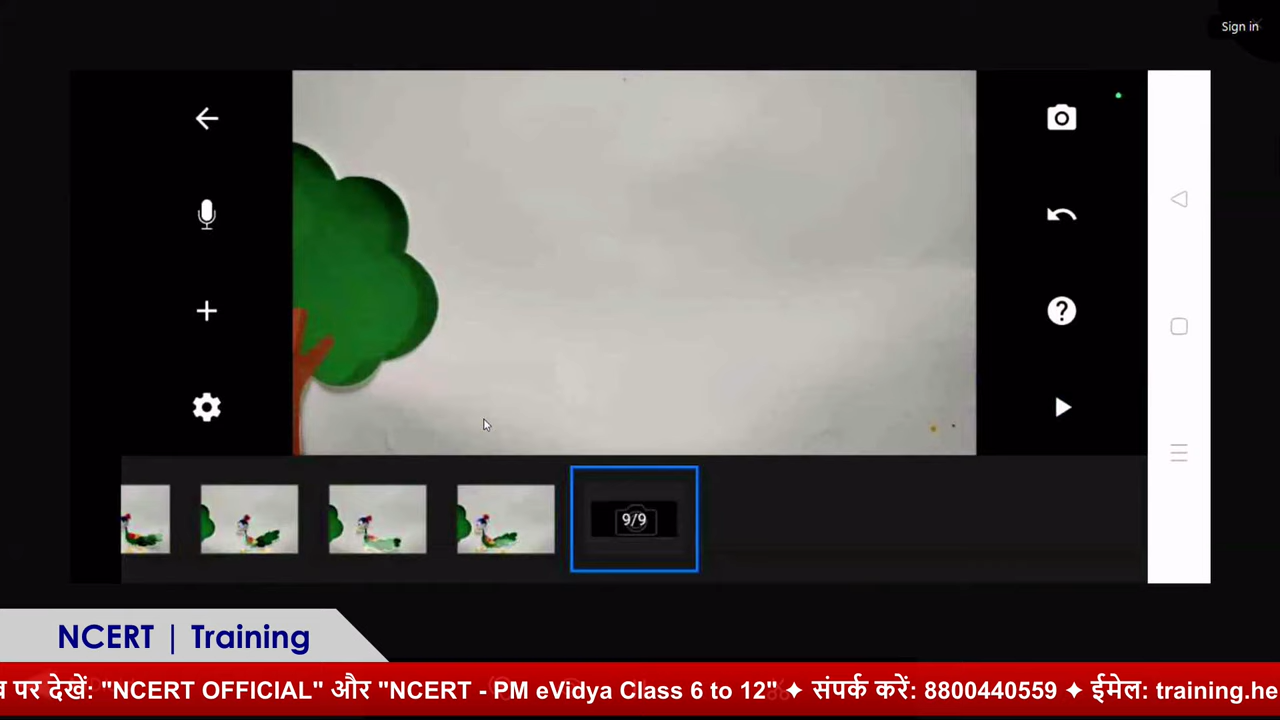 Sign in
9/9
NCERT | Training
पर देखें: "NCERT OFFICIAL" और "NCERT - PM eVidya Class 6 to 12" ✦ संपर्क करें: 8800440559 ✦ ईमेल: training.he